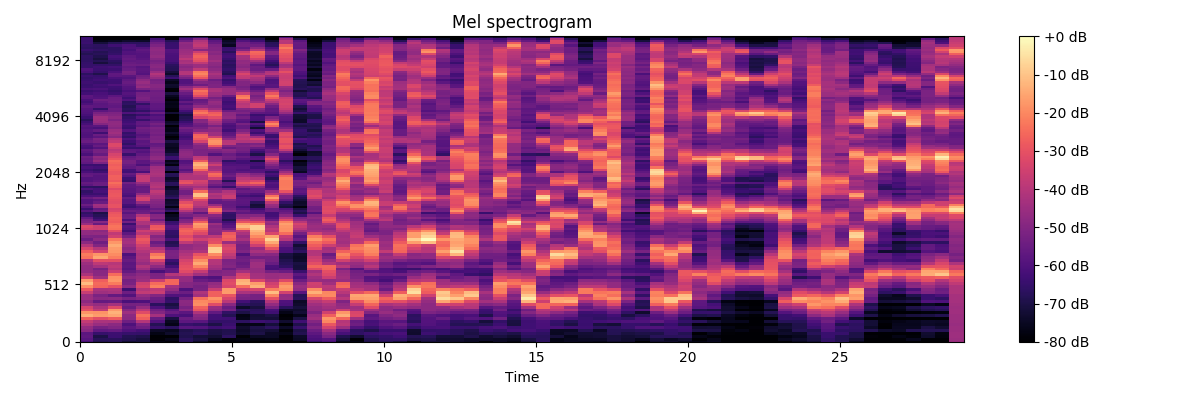 Mel spectrogram
8192
4096
2048
1024
512
0
Hz
0 5 10 15 20 25
Time
+0 dB
-10 dB
-20 dB
-30 dB
-40 dB
-50 dB
-60 dB
-70 dB
-80 dB